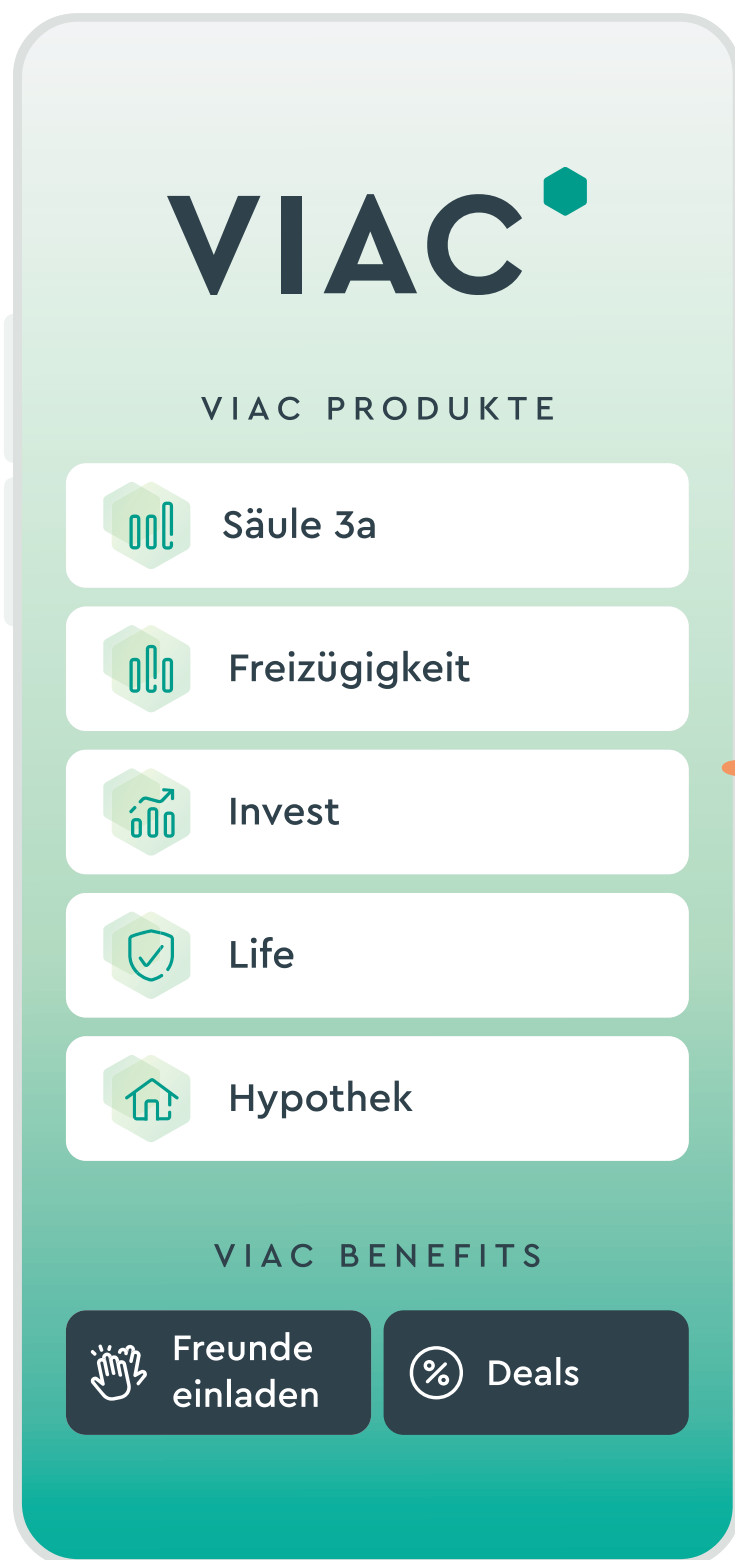 VIAC
VIAC PRODUKTE
Säule 3a
Freizügigkeit
Invest
Life
Hypothek
VIAC BENEFITS
Freunde
einladen
Deals